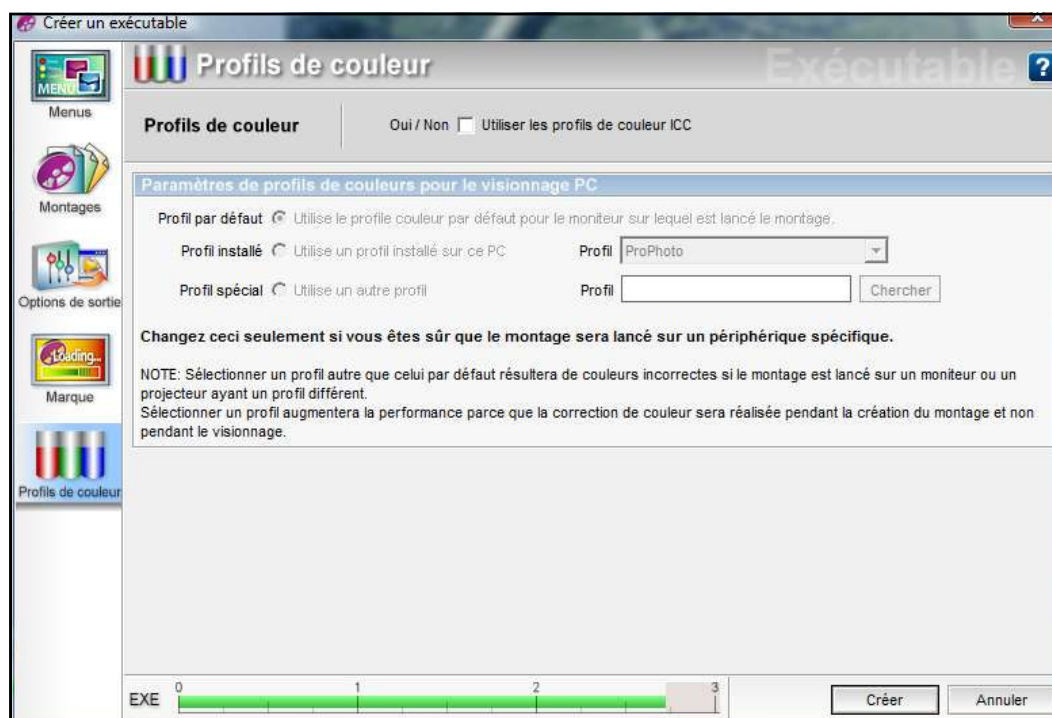 Créer un exécutable
MENU
Menus
Montages
Options de sortie
Loading...
Marque
Profils de couleur
Profils de couleur
Exécutable
?
Profils de couleur
Oui / Non Utiliser les profils de couleur ICC
Paramètres de profils de couleurs pour le visionnage PC
Profil par défaut Utilise le profile couleur par défaut pour le moniteur sur lequel est lancé le montage.
Profil installé Utilise un profil installé sur ce PC Profil ProPhoto
Profil spécial Utilise un autre profil Profil Chercher
Changez ceci seulement si vous êtes sûr que le montage sera lancé sur un périphérique spécifique.
NOTE: Sélectionner un profil autre que celui par défaut résultera de couleurs incorrectes si le montage est lancé sur un moniteur ou un
projecteur ayant un profil différent.
Sélectionner un profil augmentera la performance parce que la correction de couleur sera réalisée pendant la création du montage et non
pendant le visionnage.
EXE 0 1 2 3
Créer Annuler